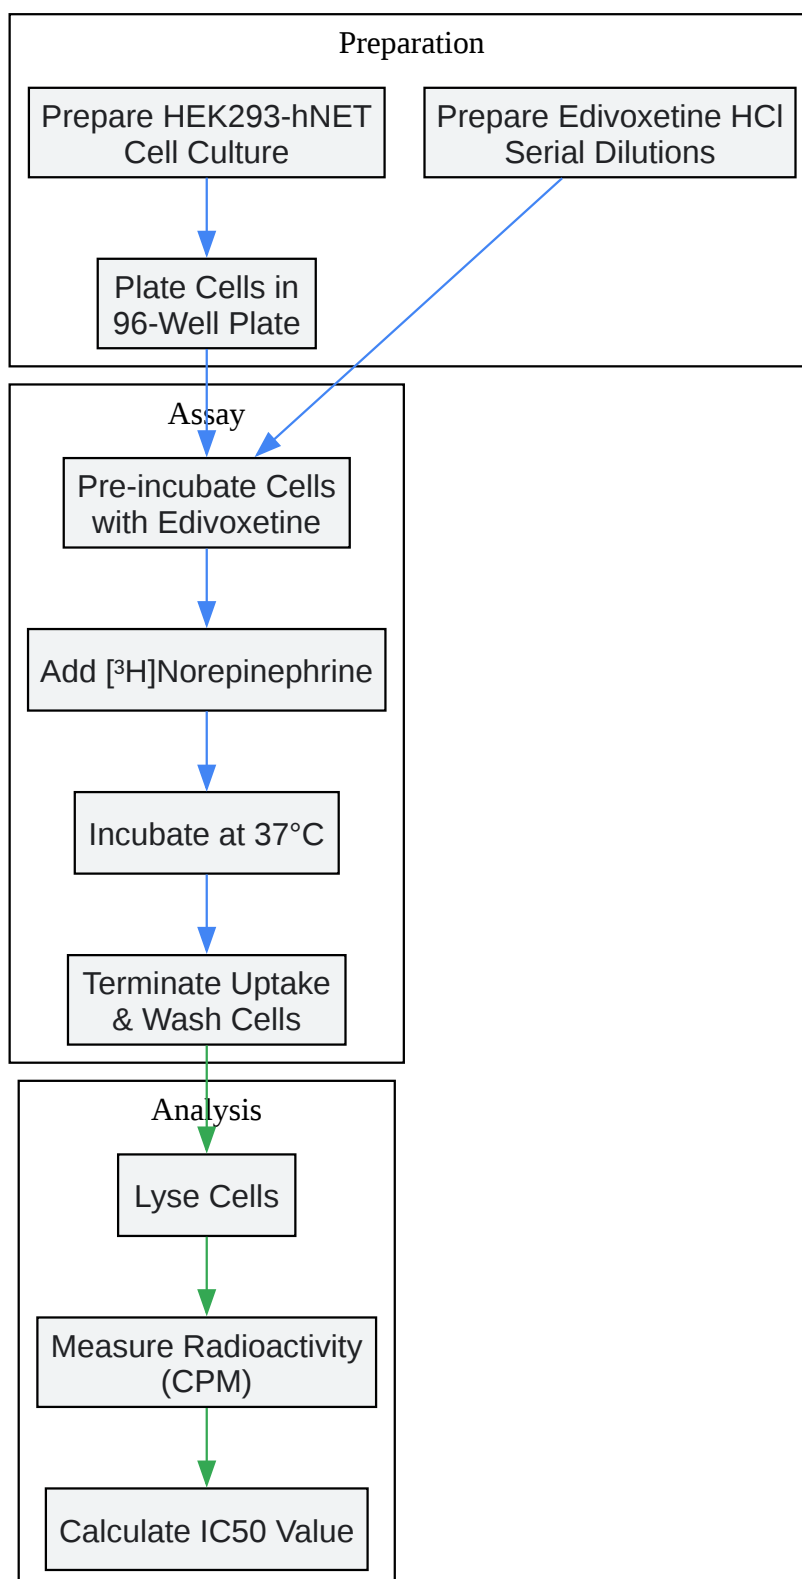 Preparation
Prepare HEK293-hNET
Cell Culture
Prepare Edivoxetine HCl
Serial Dilutions
Plate Cells in
96-Well Plate
Assay
Pre-incubate Cells
with Edivoxetine
Add [³H]Norepinephrine
Incubate at 37°C
Terminate Uptake
& Wash Cells
Analysis
Lyse Cells
Measure Radioactivity
(CPM)
Calculate IC50 Value